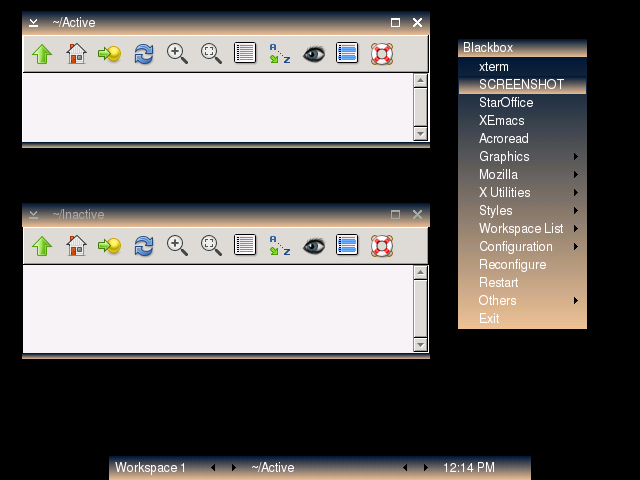 ~/Active
Blackbox
xterm
SCREENSHOT
StarOffice
XEmacs
Acroread
Graphics
Mozilla
X Utilities
Styles
Workspace List
Configuration
Reconfigure
Restart
Others
Exit
~/Inactive
Workspace 1
~/Active
12:14 PM